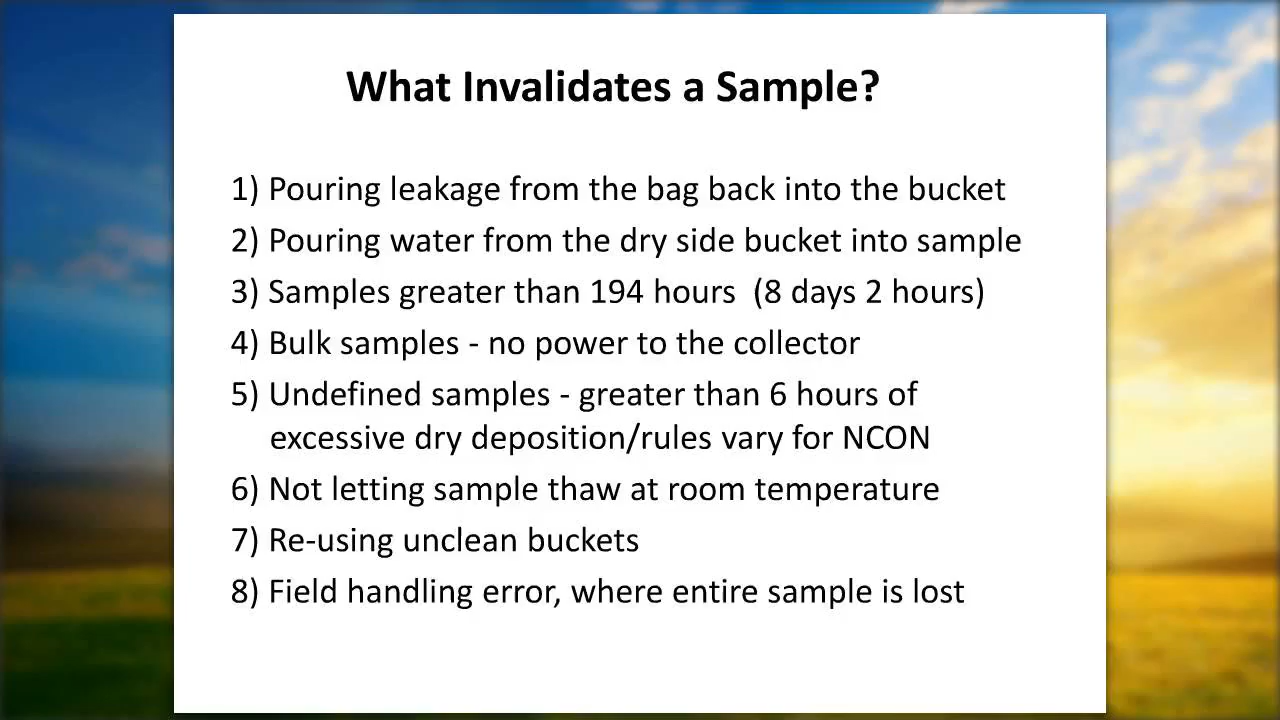 What Invalidates a Sample?
1) Pouring leakage from the bag back into the bucket
2) Pouring water from the dry side bucket into sample
3) Samples greater than 194 hours  (8 days 2 hours)
4) Bulk samples - no power to the collector
5) Undefined samples - greater than 6 hours of
excessive dry deposition/rules vary for NCON
6) Not letting sample thaw at room temperature
7) Re-using unclean buckets
8) Field handling error, where entire sample is lost